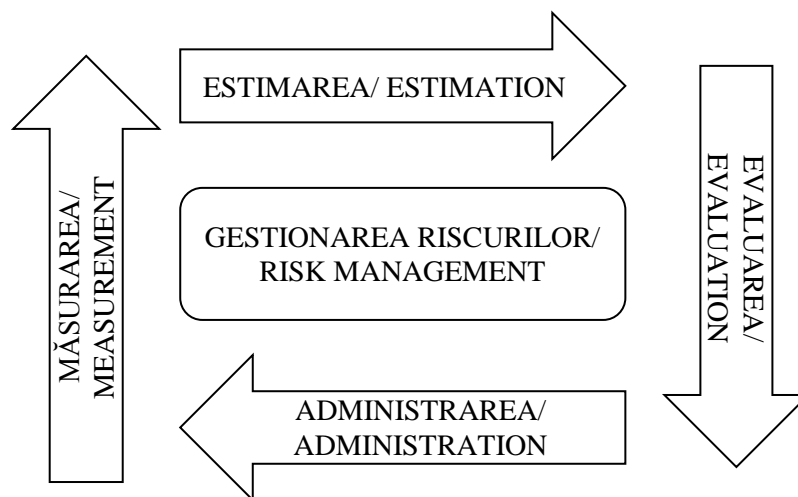 ESTIMAREA/ ESTIMATION
EVALUAREA/
EVALUATION
GESTIONAREA RISCURILOR/
RISK MANAGEMENT
ADMINISTRAREA/
ADMINISTRATION
MĂSURAREA/
MEASUREMENT